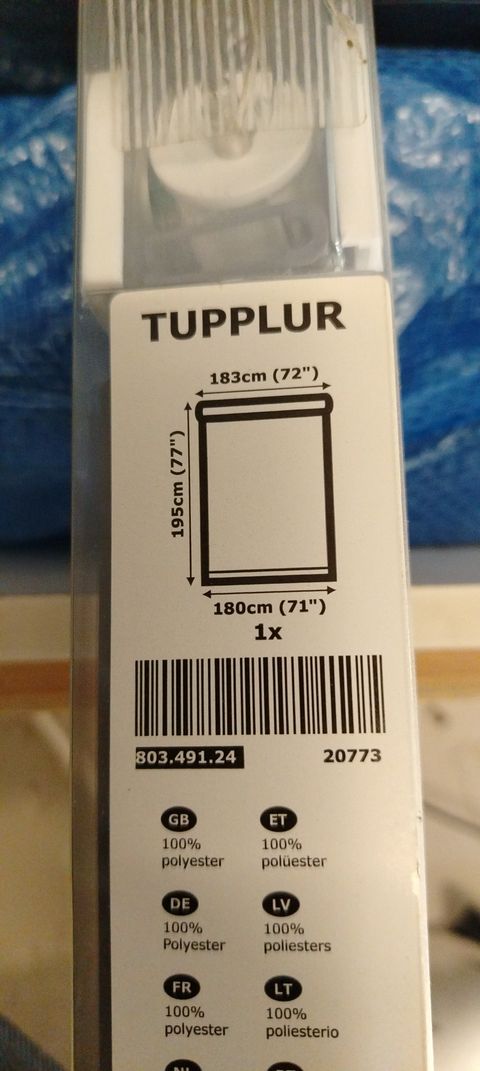 TUPPLUR
183cm (72")
195cm (77")
180cm (71")
1x
803.491.24 20773
GB ET
100% 100%
polyester polüester
DE LV
100% 100%
Polyester poliesters
FR LT
100% 100%
polyester poliesterio